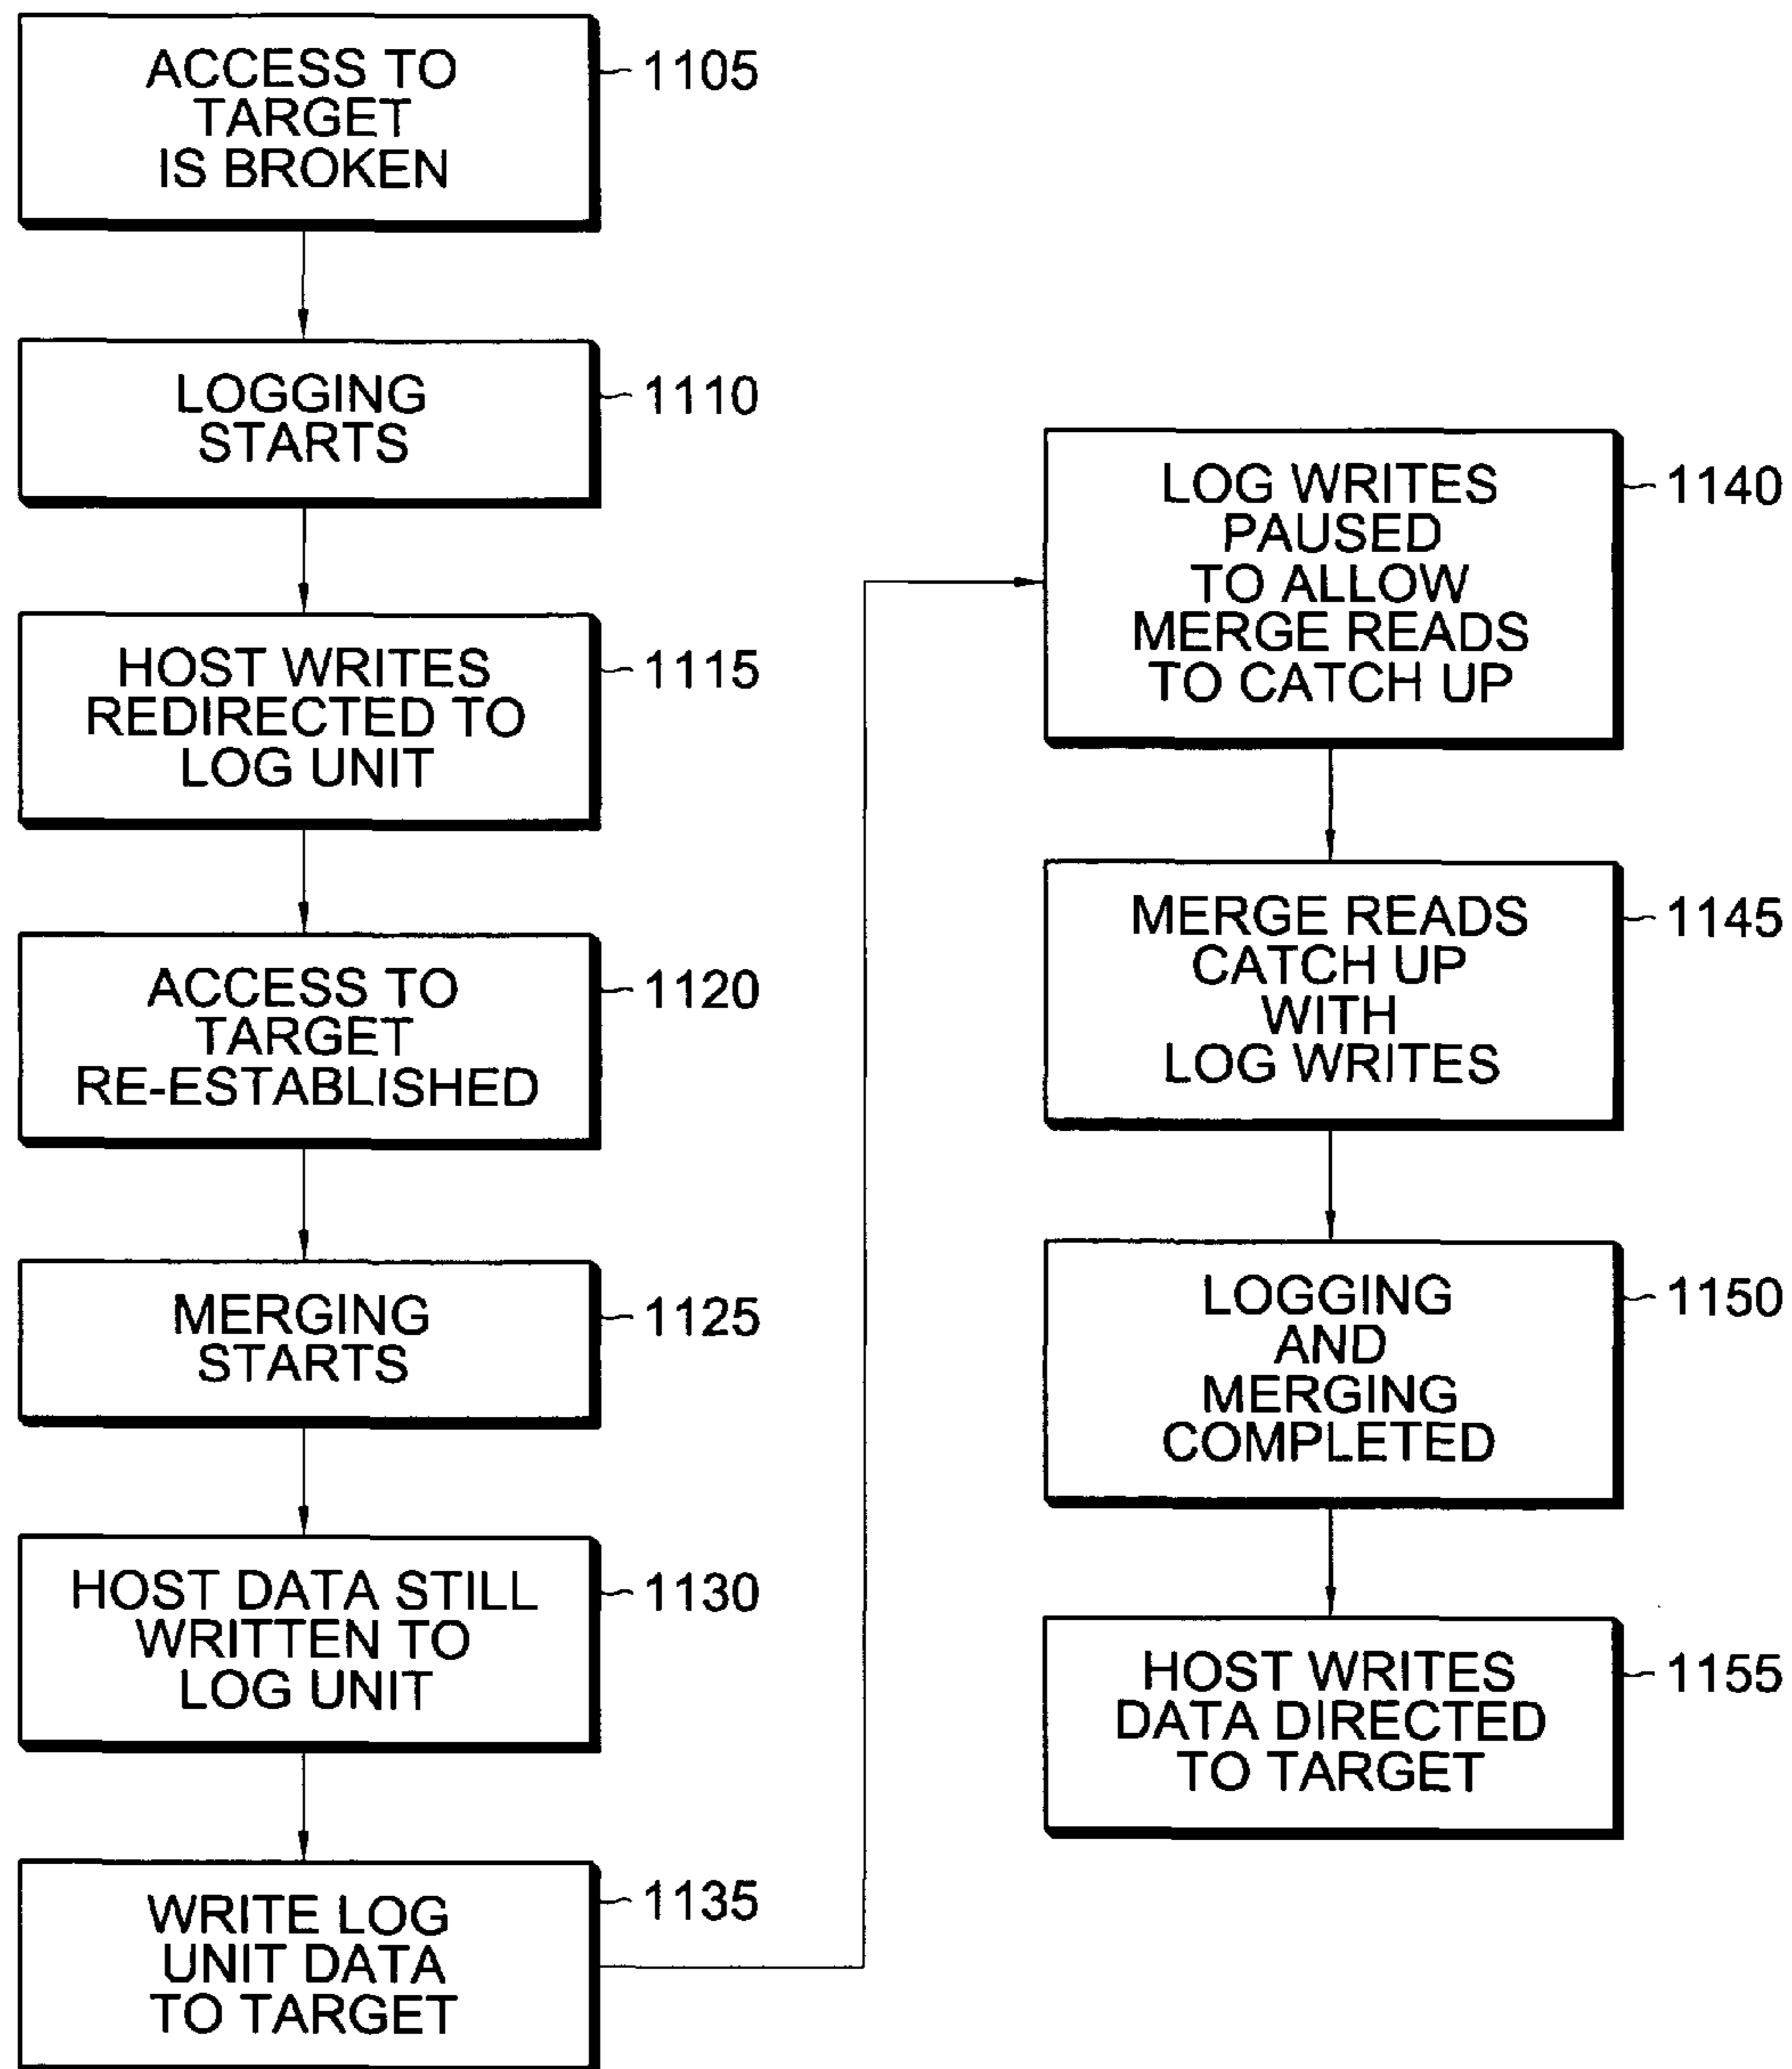 ACCESS TO
TARGET
IS BROKEN
1105
LOGGING
STARTS
1110
HOST WRITES
REDIRECTED TO
LOG UNIT
1115
ACCESS TO
TARGET
RE-ESTABLISHED
1120
MERGING
STARTS
1125
HOST DATA STILL
WRITTEN TO
LOG UNIT
1130
WRITE LOG
UNIT DATA
TO TARGET
1135
LOG WRITES
PAUSED
TO ALLOW
MERGE READS
TO CATCH UP
1140
MERGE READS
CATCH UP
WITH
LOG WRITES
1145
LOGGING
AND
MERGING
COMPLETED
1150
HOST WRITES
DATA DIRECTED
TO TARGET
1155